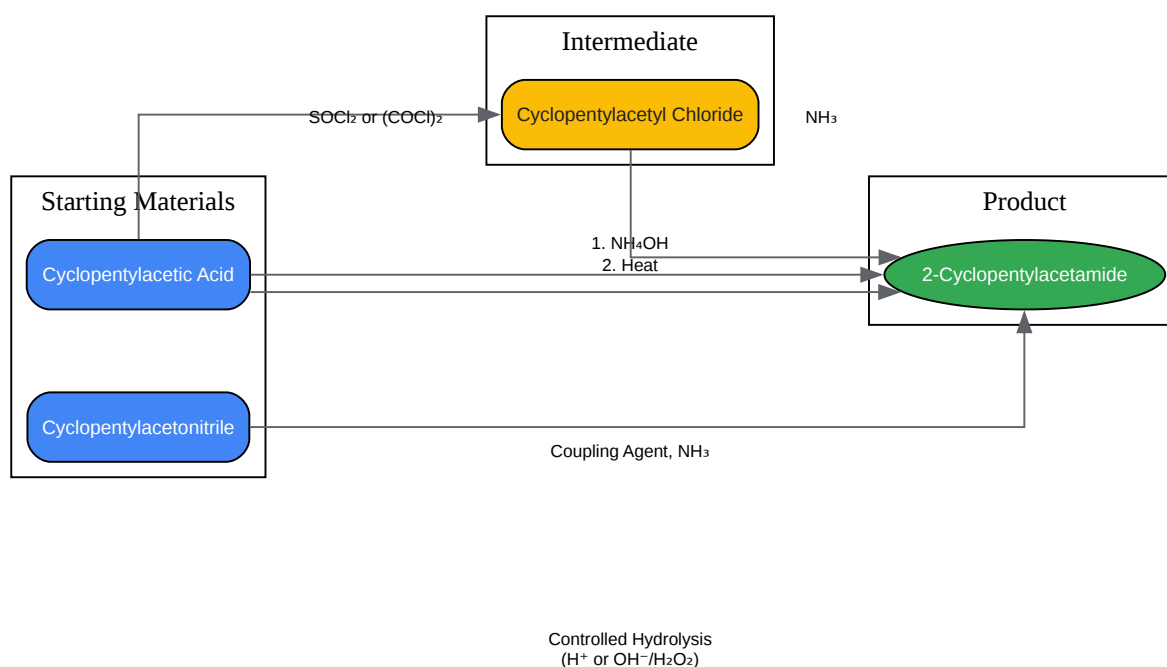 Intermediate
Cyclopentylacetyl Chloride
SOCl₂ or (COCl)₂
NH₃
Starting Materials
Product
1. NH₄OH
2. Heat
Cyclopentylacetic Acid
2-Cyclopentylacetamide
Cyclopentylacetonitrile
Coupling Agent, NH₃
Controlled Hydrolysis
(H⁺ or OH⁻/H₂O₂)